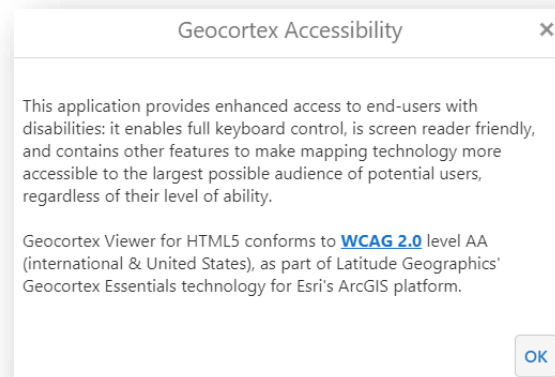 Geocortex Accessibility ×
This application provides enhanced access to end-users with
disabilities: it enables full keyboard control, is screen reader friendly,
and contains other features to make mapping technology more
accessible to the largest possible audience of potential users,
regardless of their level of ability.
Geocortex Viewer for HTML5 conforms to WCAG 2.0 level AA
(international & United States), as part of Latitude Geographics'
Geocortex Essentials technology for Esri's ArcGIS platform.
OK